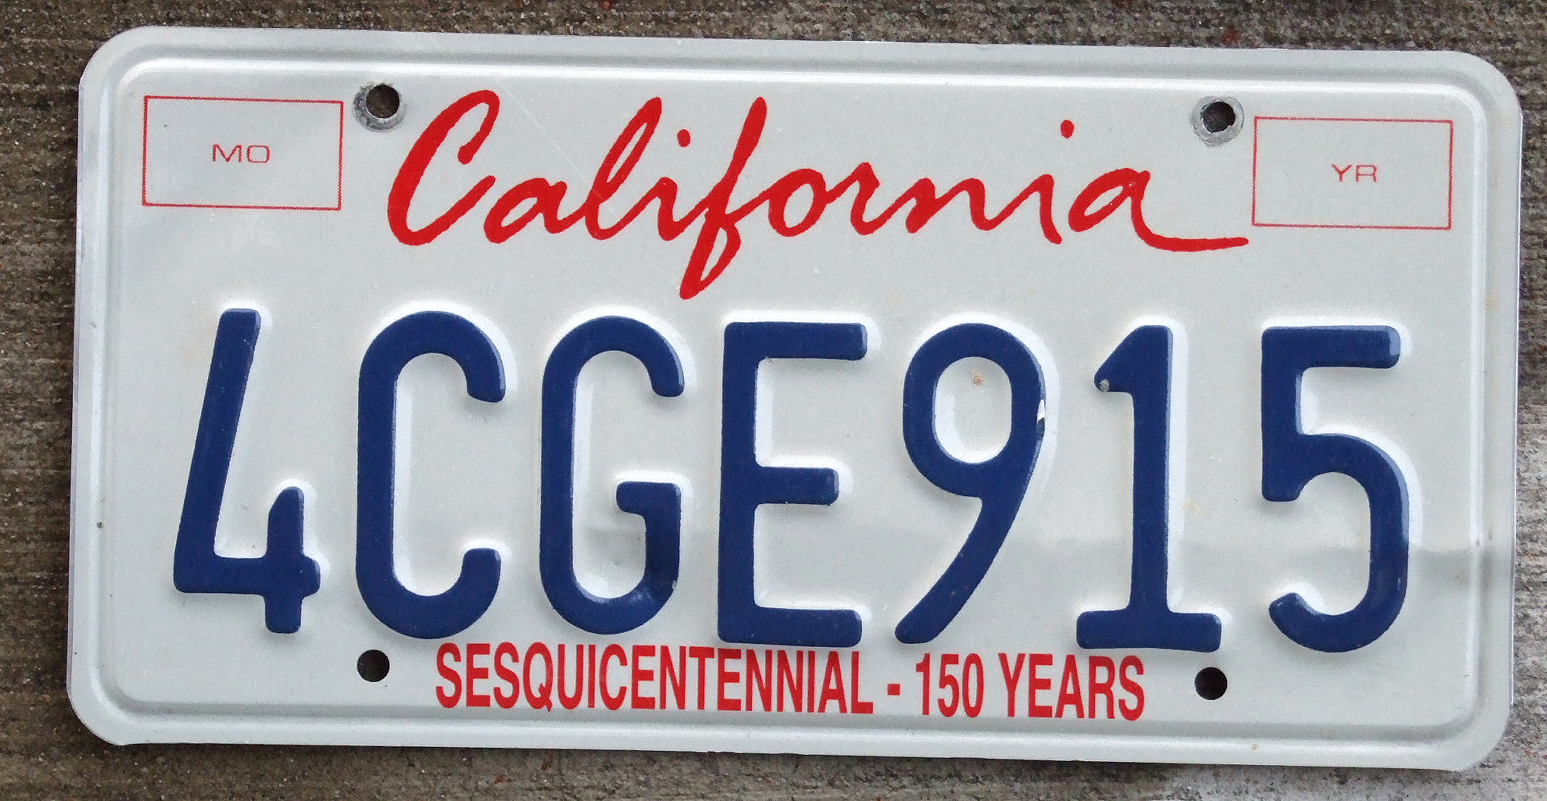 MO California YR
4CGE915
SESQUICENTENNIAL - 150 YEARS